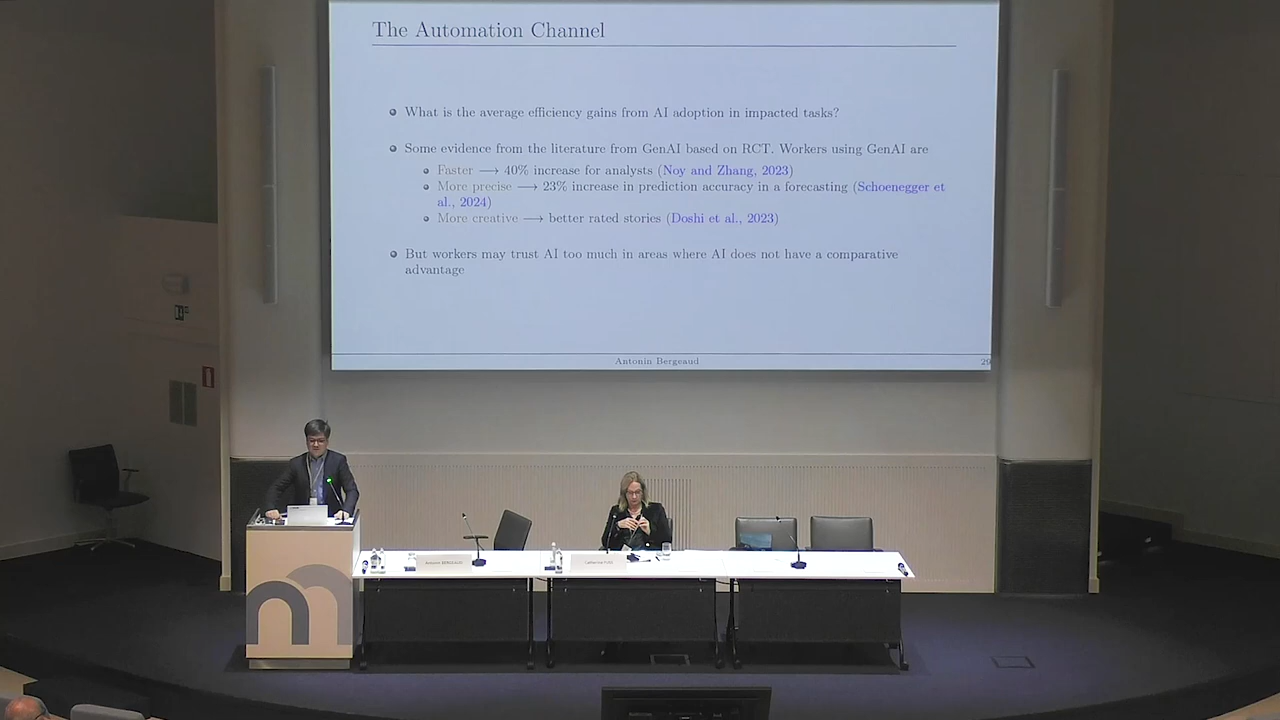 The Automation Channel
What is the average efficiency gains from AI adoption in impacted tasks?
Some evidence from the literature from GenAI based on RCT. Workers using GenAI are
Faster ⟶ 40% increase for analysts (Noy and Zhang, 2023)
More precise ⟶ 23% increase in prediction accuracy in a forecasting (Schoenegger et
al., 2024)
More creative ⟶ better rated stories (Doshi et al., 2023)
But workers may trust AI too much in areas where AI does not have a comparative
advantage
Antonin Bergeaud
29
Antonin BERGEAUD